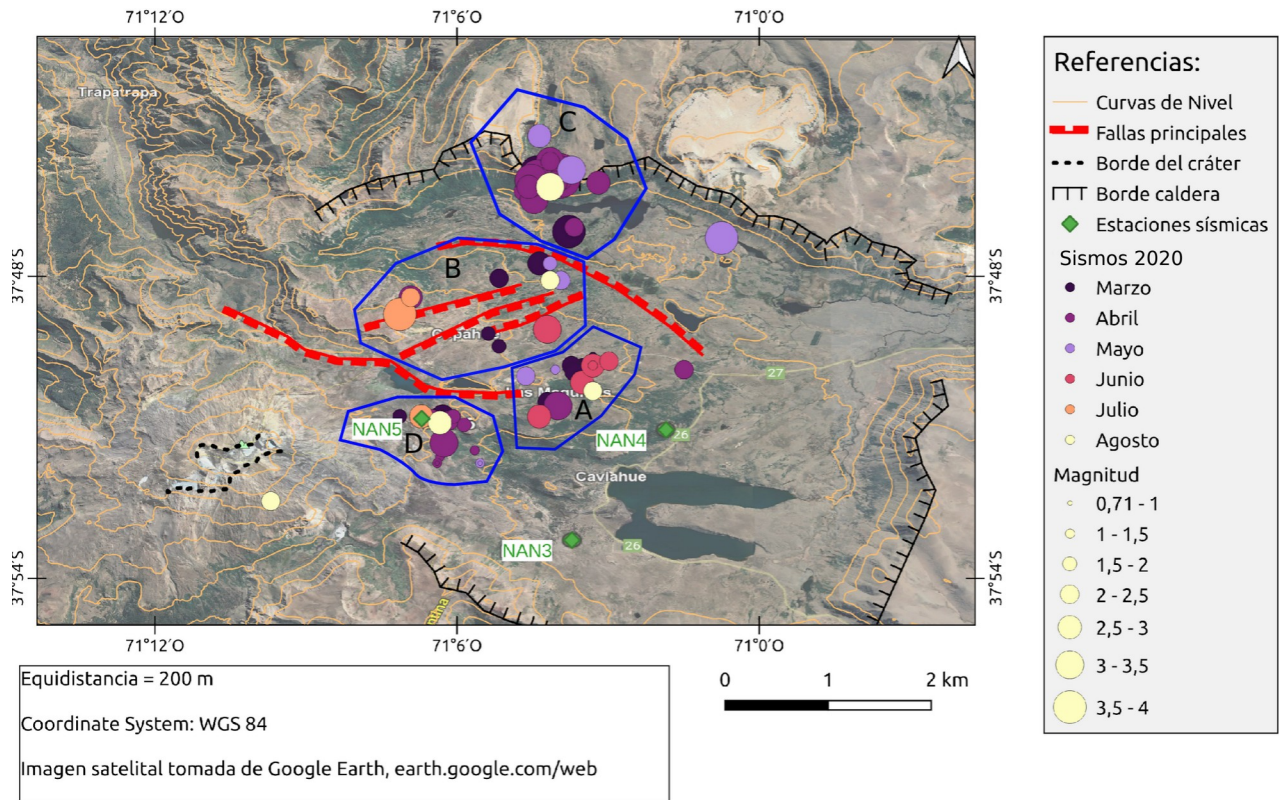 71°12′O 71°6′O 71°0′O
Trapatrapa
C
B
37°48′S 37°48′S
27
A
NAN5
D
NAN4
26
Caviahue
NAN3
26
37°54′S 37°54′S
71°12′O 71°6′O 71°0′O
Referencias:
Curvas de Nivel
Fallas principales
Borde del cráter
Borde caldera
Estaciones sísmicas
Sismos 2020
Marzo
Abril
Mayo
Junio
Julio
Agosto
Magnitud
0,71 - 1
1 - 1,5
1,5 - 2
2 - 2,5
2,5 - 3
3 - 3,5
3,5 - 4
Equidistancia = 200 m
Coordinate System: WGS 84
Imagen satelital tomada de Google Earth, earth.google.com/web
0 1 2 km